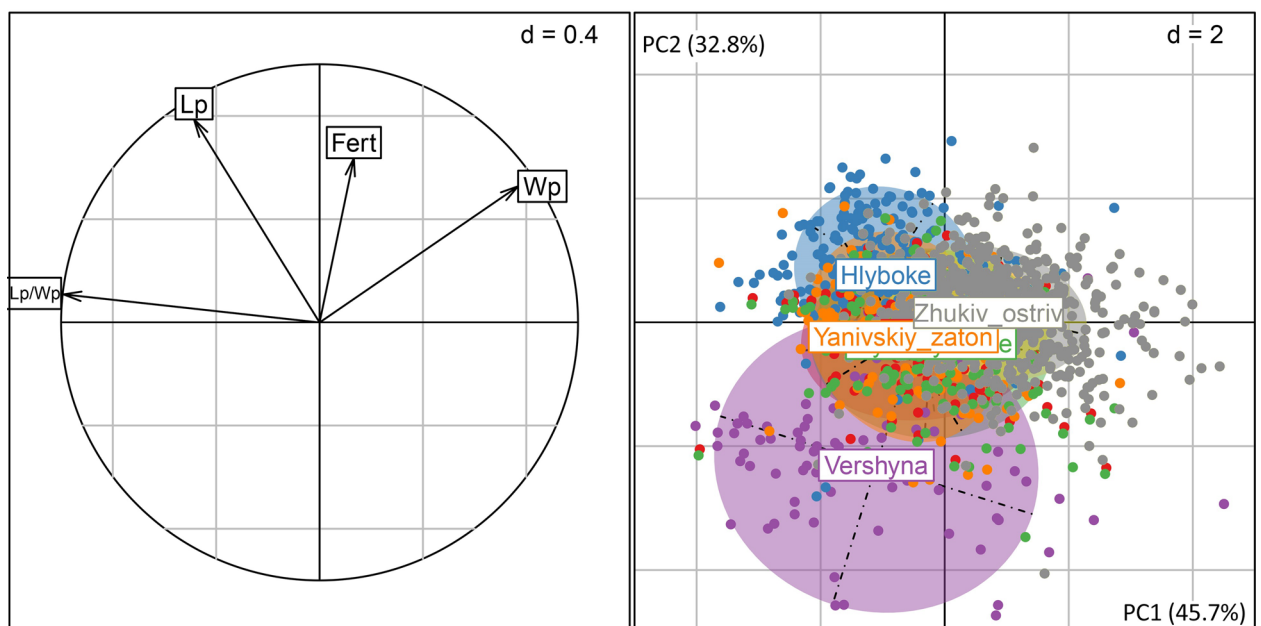 d = 0.4
Lp
Fert
Wp
Lp/Wp
PC2 (32.8%)
d = 2
Hlyboke
Zhukiv_ostriv
Yanivskiy_zaton
Vershyna
PC1 (45.7%)